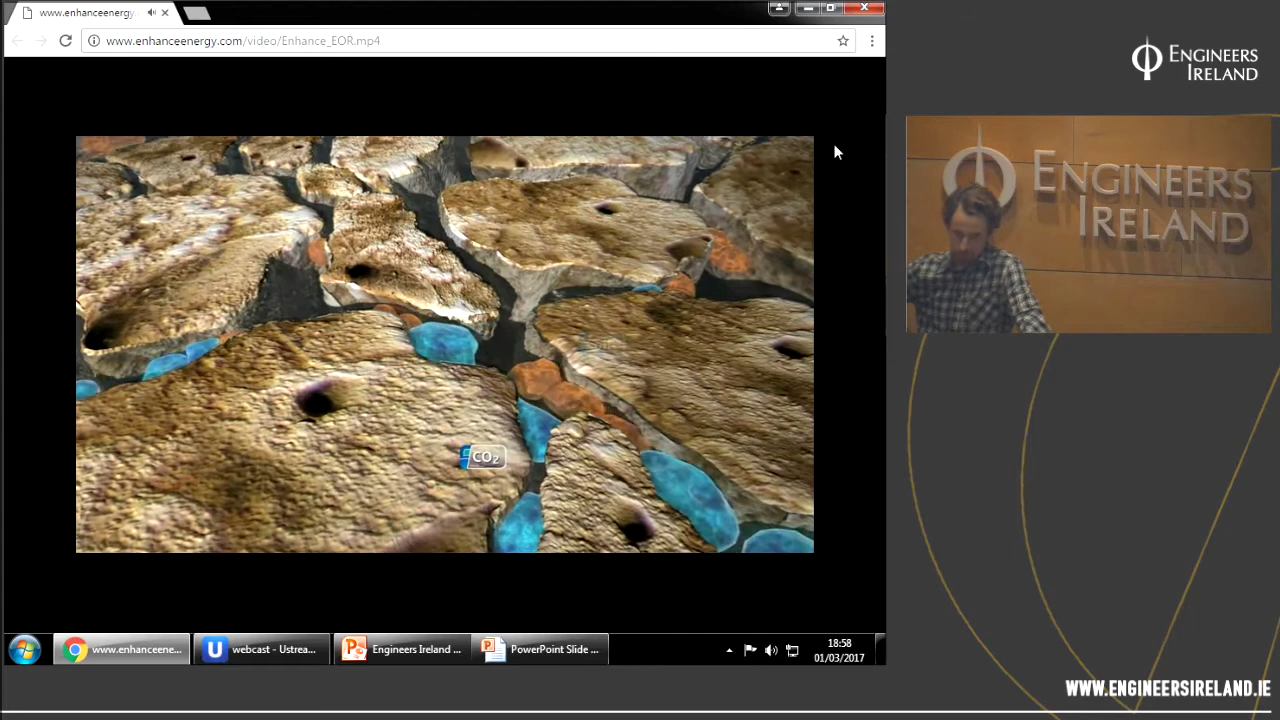 www.enhanceenergy
www.enhanceenergy.com/video/Enhance_EOR.mp4
ENGINEERS
IRELAND
ENGINEERS
IRELAND
CO₂
www.enhanceene...
U
webcast - Ustrea...
Engineers Ireland ...
PowerPoint Slide ...
18:58
01/03/2017
WWW.ENGINEERSIRELAND.IE